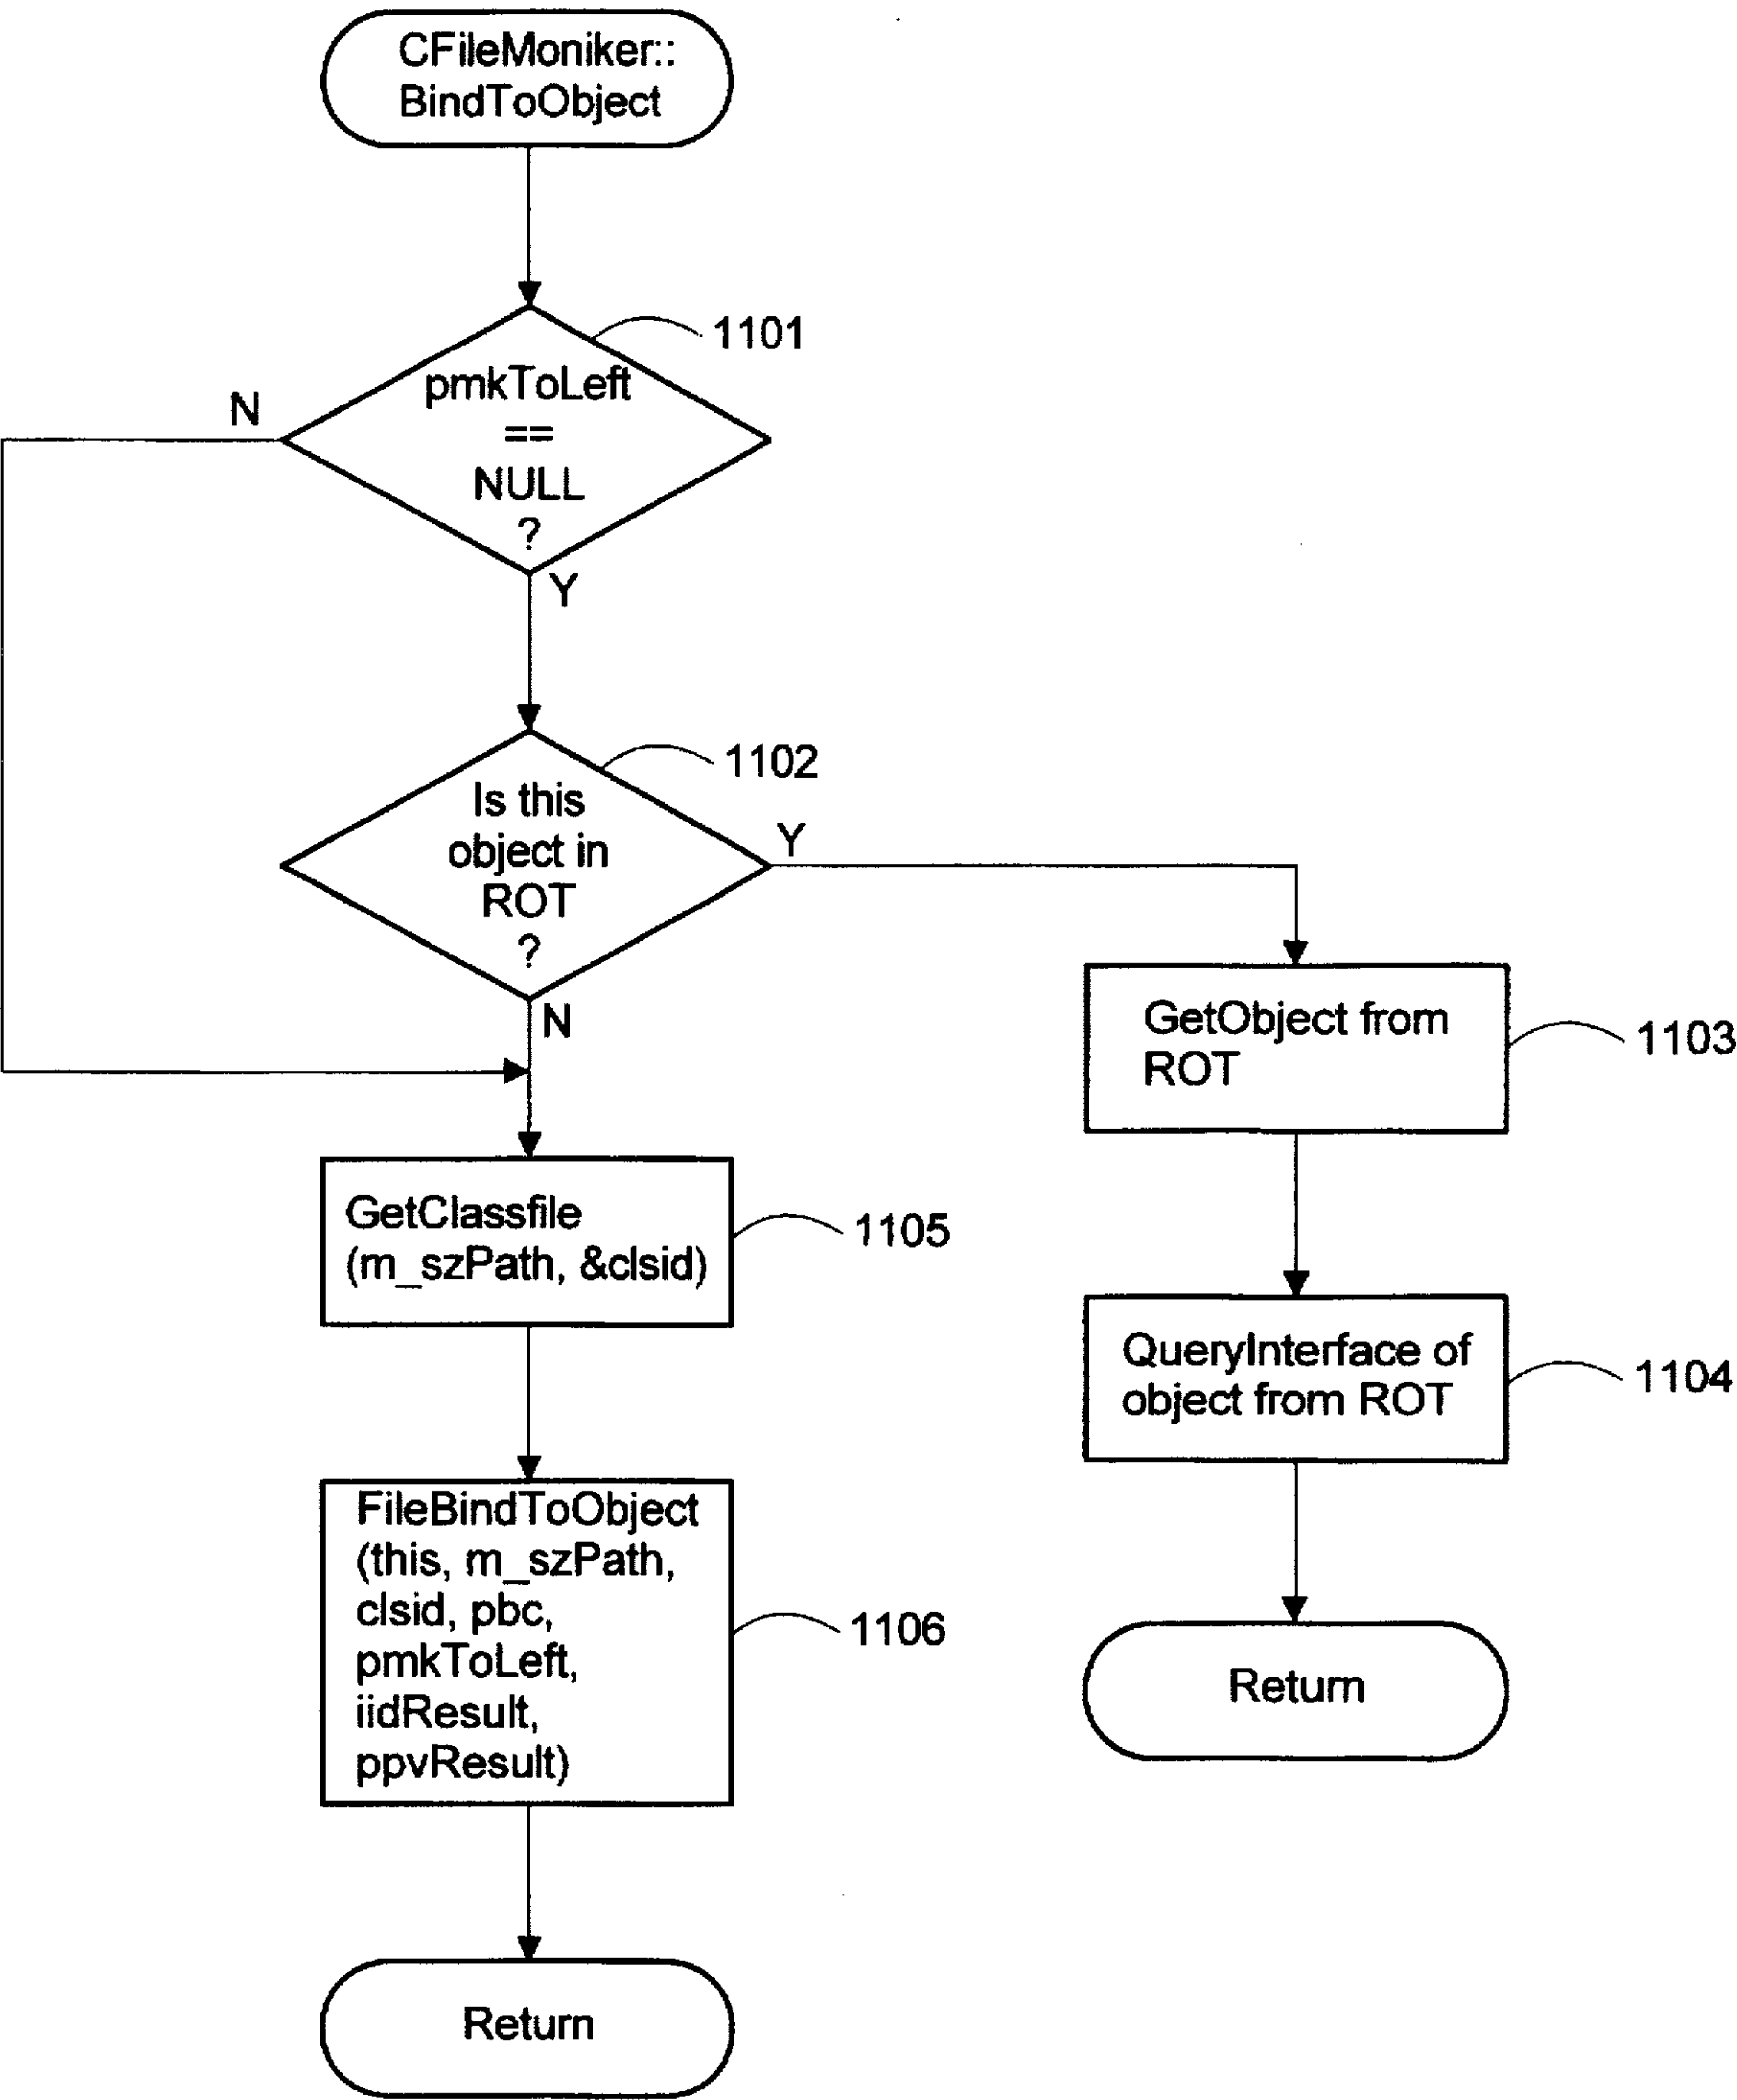 CFileMoniker::
BindToObject
1101
pmkToLeft
==
NULL
?
N
Y
1102
Is this
object in
ROT
?
Y
N
GetObject from
ROT
1103
GetClassfile
(m_szPath, &clsid)
1105
QueryInterface of
object from ROT
1104
FileBindToObject
(this, m_szPath,
clsid, pbc,
pmkToLeft,
iidResult,
ppvResult)
1106
Return
Return